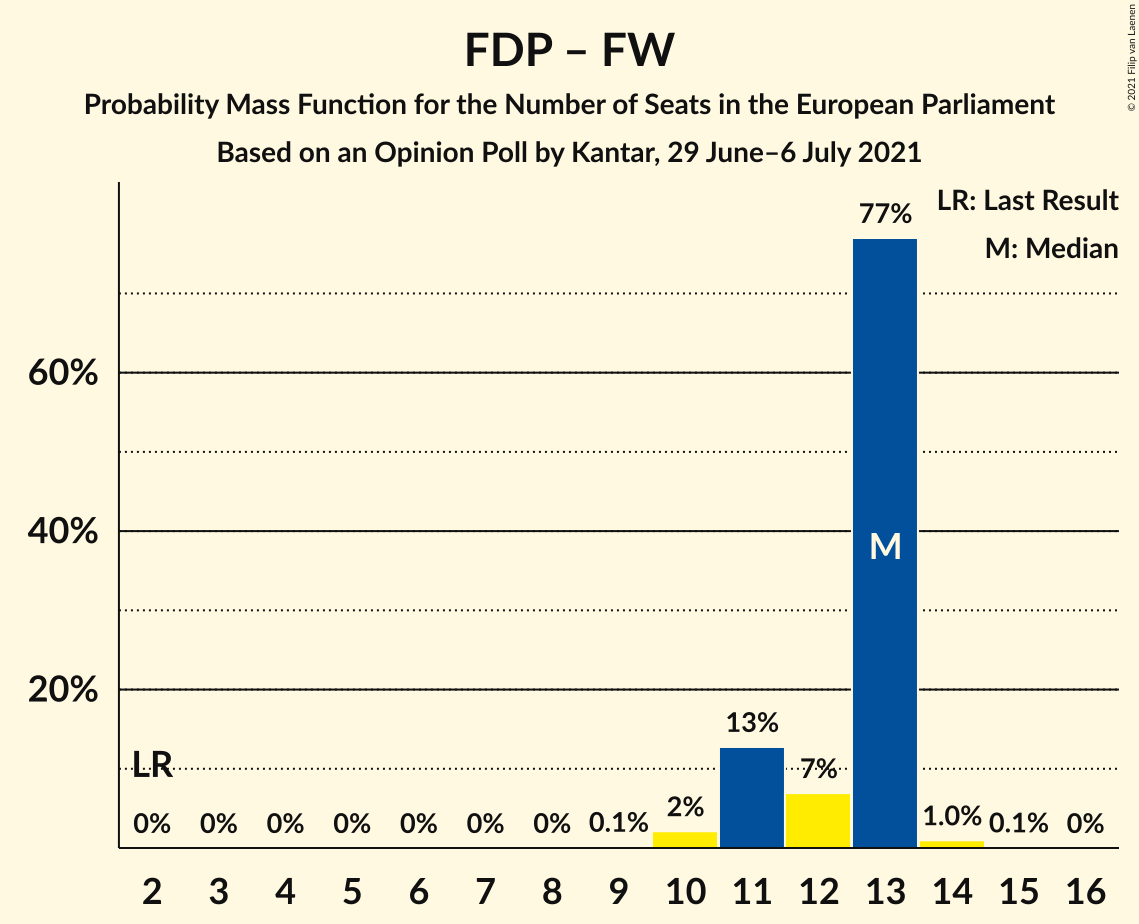 FDP – FW
Probability Mass Function for the Number of Seats in the European Parliament
Based on an Opinion Poll by Kantar, 29 June–6 July 2021
© 2021 Filip van Laenen
LR: Last Result
M: Median
77%
60%
40%
M
20%
13%
LR
7%
0% 0% 0% 0% 0% 0% 0% 0.1% 2% 1.0% 0.1% 0%
2 3 4 5 6 7 8 9 10 11 12 13 14 15 16